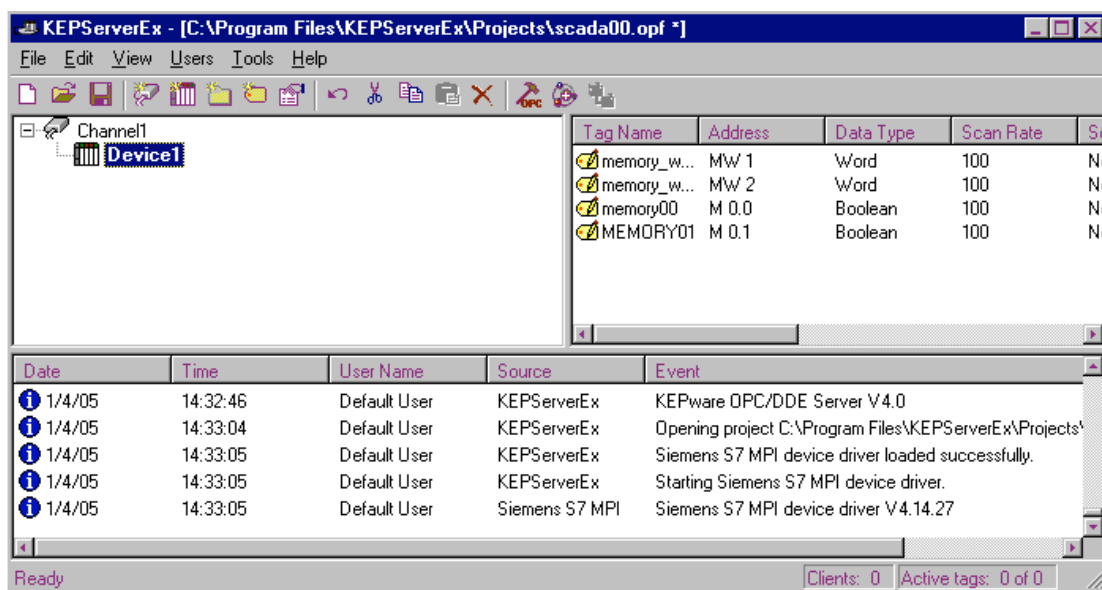 KEPServerEx - [C:\Program Files\KEPServerEx\Projects\scada00.opf *]
File Edit View Users Tools Help
OPC
Channel1
Device1
Tag Name Address Data Type Scan Rate
memory_w... MW 1 Word 100
memory_w... MW 2 Word 100
memory00 M 0.0 Boolean 100
MEMORY01 M 0.1 Boolean 100
Date Time User Name Source Event
1/4/05 14:32:46 Default User KEPServerEx KEPware OPC/DDE Server V4.0
1/4/05 14:33:04 Default User KEPServerEx Opening project C:\Program Files\KEPServerEx\Projects\
1/4/05 14:33:05 Default User KEPServerEx Siemens S7 MPI device driver loaded successfully.
1/4/05 14:33:05 Default User KEPServerEx Starting Siemens S7 MPI device driver.
1/4/05 14:33:05 Default User Siemens S7 MPI Siemens S7 MPI device driver V4.14.27
Ready Clients: 0 Active tags: 0 of 0